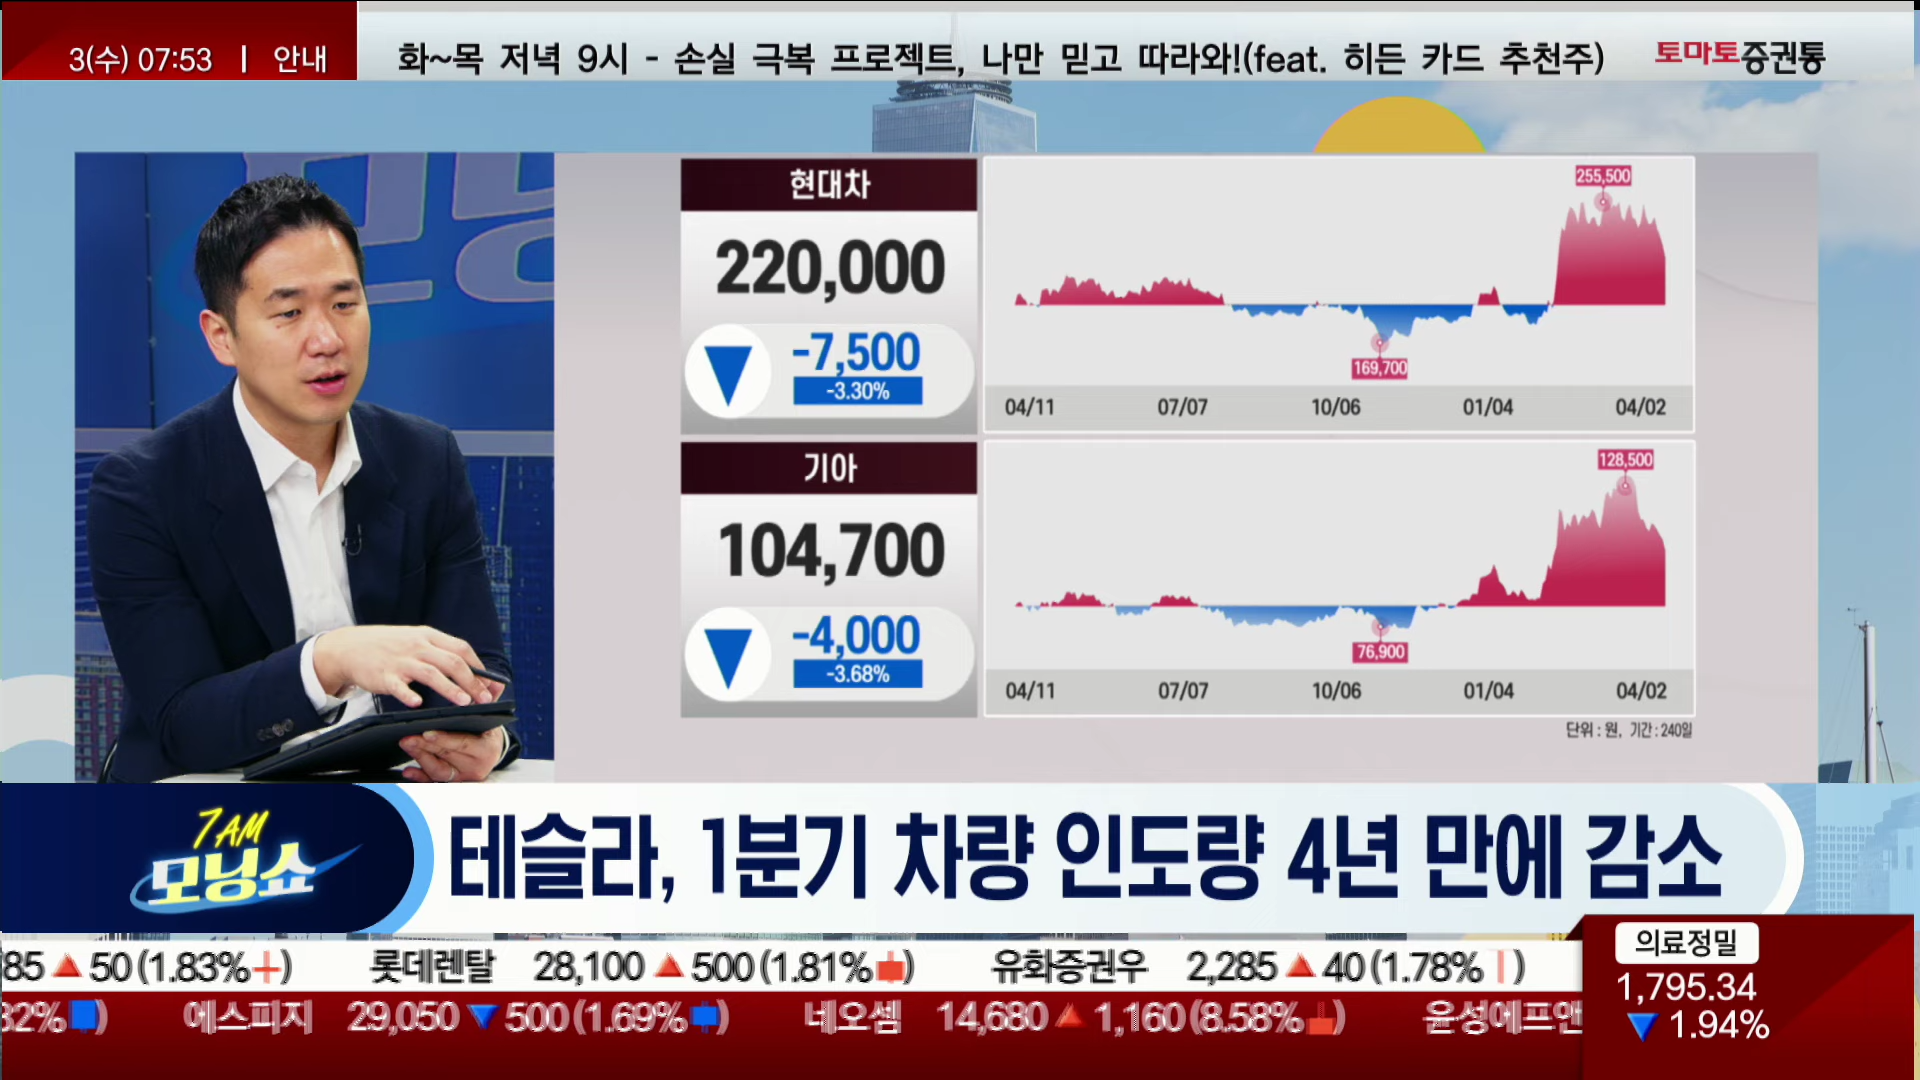 3(수) 07:53 | 안내
화~목 저녁 9시 - 손실 극복 프로젝트, 나만 믿고 따라와!(feat. 히든 카드 추천주)
토마토증권통
현대차
220,000
-7,500
-3.30%
255,500
169,700
04/11 07/07 10/06 01/04 04/02
기아
104,700
-4,000
-3.68%
128,500
76,900
04/11 07/07 10/06 01/04 04/02
단위 : 원, 기간 : 240일
7AM
모닝쇼
테슬라, 1분기 차량 인도량 4년 만에 감소
85 ▲ 50 (1.83%) 롯데렌탈 28,100 ▲ 500 (1.81%) 유화증권우 2,285 ▲ 40 (1.78%)
32%) 에스피지 29,050 ▼ 500 (1.69%) 네오셈 14,680 ▲ 1,160 (8.58%) 윤성에프앤
의료정밀
1,795.34
▼ 1.94%